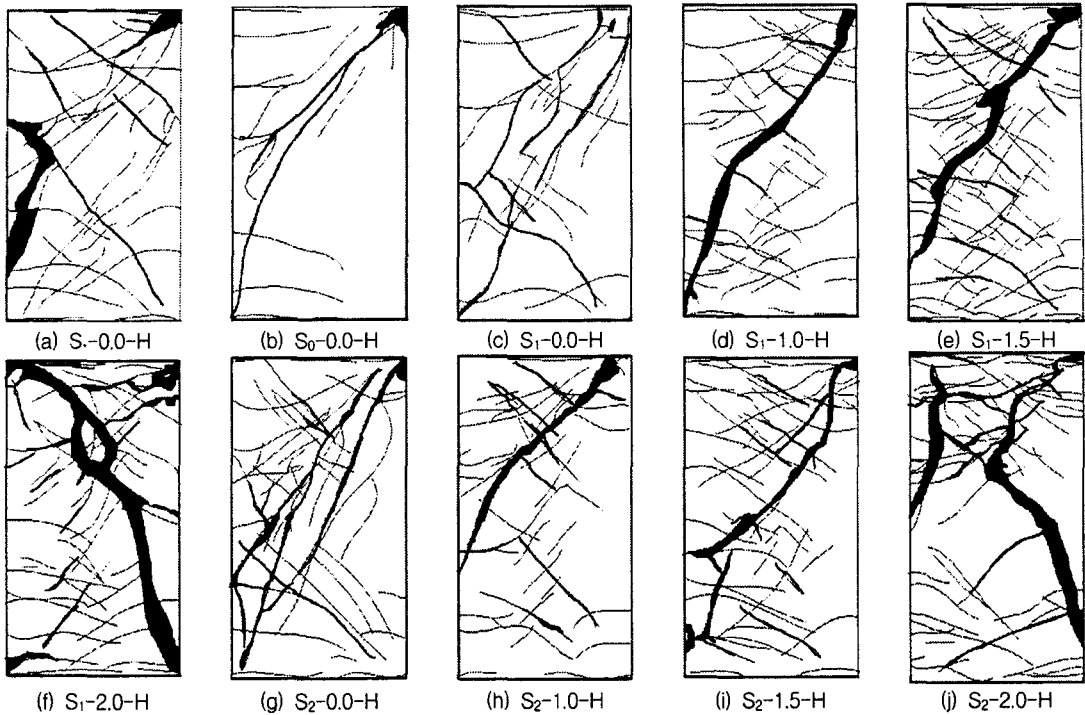 (a) S-0.0-H
(b) S₀-0.0-H
(c) S₁-0.0-H
(d) S₁-1.0-H
(e) S₁-1.5-H
(f) S₁-2.0-H
(g) S₂-0.0-H
(h) S₂-1.0-H
(i) S₂-1.5-H
(j) S₂-2.0-H